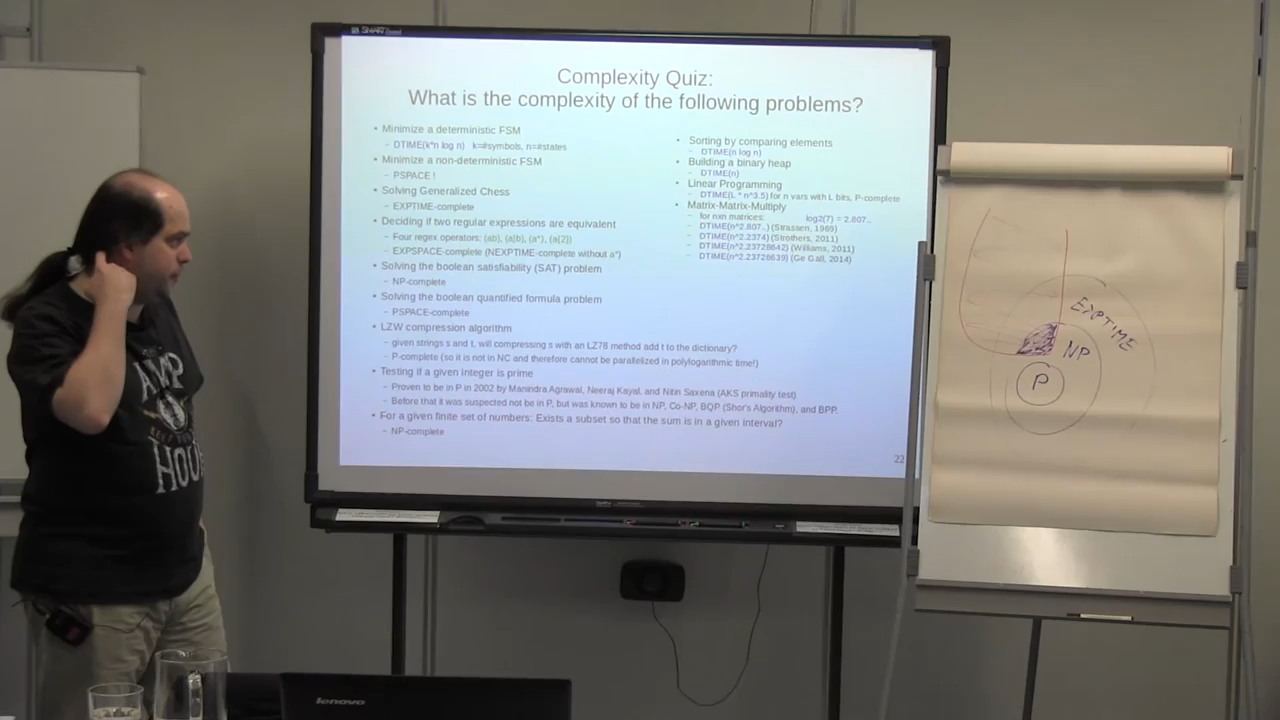 SMART Board
Complexity Quiz:
What is the complexity of the following problems?
• Minimize a deterministic FSM
– DTIME(k*n log n) k=#symbols, n=#states
• Minimize a non-deterministic FSM
– PSPACE !
• Solving Generalized Chess
– EXPTIME-complete
• Deciding if two regular expressions are equivalent
– Four regex operators: (ab), (a|b), (a*), (a{2})
– EXPSPACE-complete (NEXPTIME-complete without a*)
• Solving the boolean satisfiability (SAT) problem
– NP-complete
• Solving the boolean quantified formula problem
– PSPACE-complete
• LZW compression algorithm
– given strings s and t, will compressing s with an LZ78 method add t to the dictionary?
– P-complete (so it is not in NC and therefore cannot be parallelized in polylogarithmic time!)
• Testing if a given integer is prime
– Proven to be in P in 2002 by Manindra Agrawal, Neeraj Kayal, and Nitin Saxena (AKS primality test)
– Before that it was suspected not be in P, but was known to be in NP, Co-NP, BQP (Shor's Algorithm), and BPP.
• For a given finite set of numbers: Exists a subset so that the sum is in a given interval?
– NP-complete
• Sorting by comparing elements
– DTIME(n log n)
• Building a binary heap
– DTIME(n)
• Linear Programming
– DTIME(L * n^3.5) for n vars with L bits, P-complete
• Matrix-Matrix-Multiply
– for nxn matrices: log2(7) = 2.807..
– DTIME(n^2.807..) (Strassen, 1969)
– DTIME(n^2.2374) (Strothers, 2011)
– DTIME(n^2.23728642) (Williams, 2011)
– DTIME(n^2.23728639) (Ge Gall, 2014)
22
EXPTIME
NP
P
AMP
HOU
lenovo